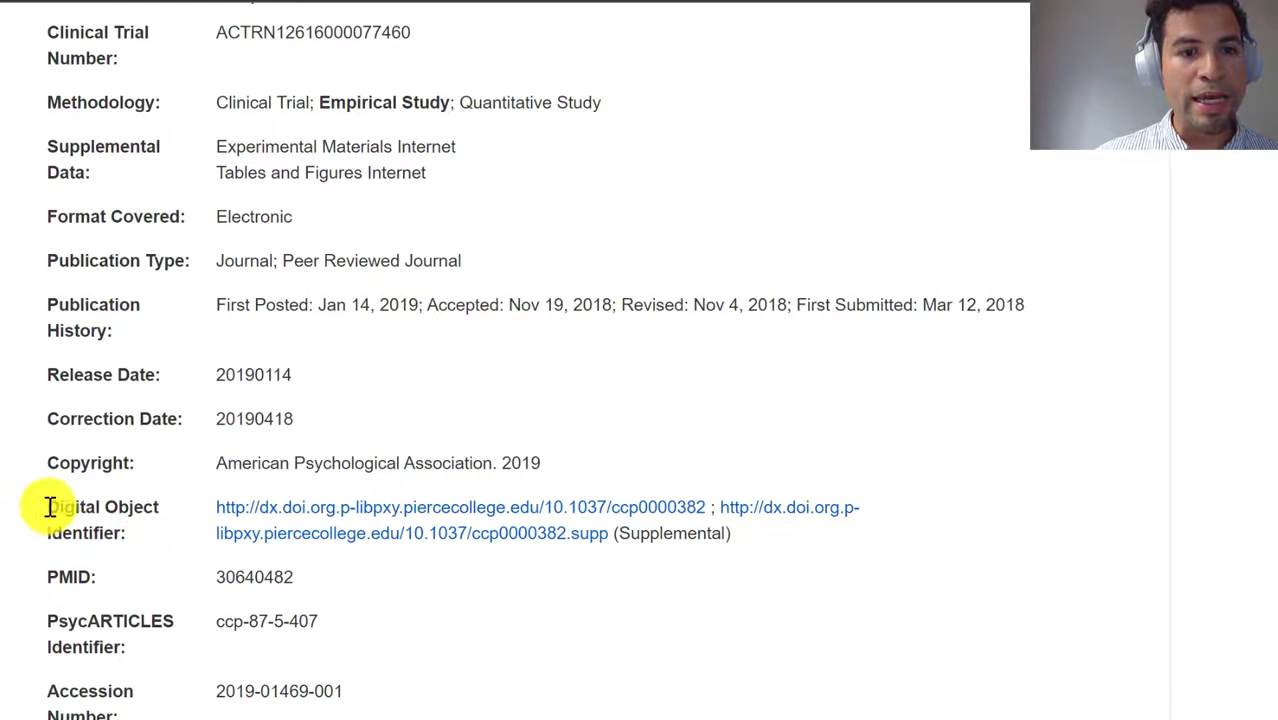 Clinical Trial ACTRN12616000077460
Number:
Methodology: Clinical Trial; Empirical Study; Quantitative Study
Supplemental Experimental Materials Internet
Data: Tables and Figures Internet
Format Covered: Electronic
Publication Type: Journal; Peer Reviewed Journal
Publication First Posted: Jan 14, 2019; Accepted: Nov 19, 2018; Revised: Nov 4, 2018; First Submitted: Mar 12, 2018
History:
Release Date: 20190114
Correction Date: 20190418
Copyright: American Psychological Association. 2019
Digital Object http://dx.doi.org.p-libpxy.piercecollege.edu/10.1037/ccp0000382 ; http://dx.doi.org.p-
Identifier: libpxy.piercecollege.edu/10.1037/ccp0000382.supp (Supplemental)
PMID: 30640482
PsycARTICLES ccp-87-5-407
Identifier:
Accession 2019-01469-001
Number: